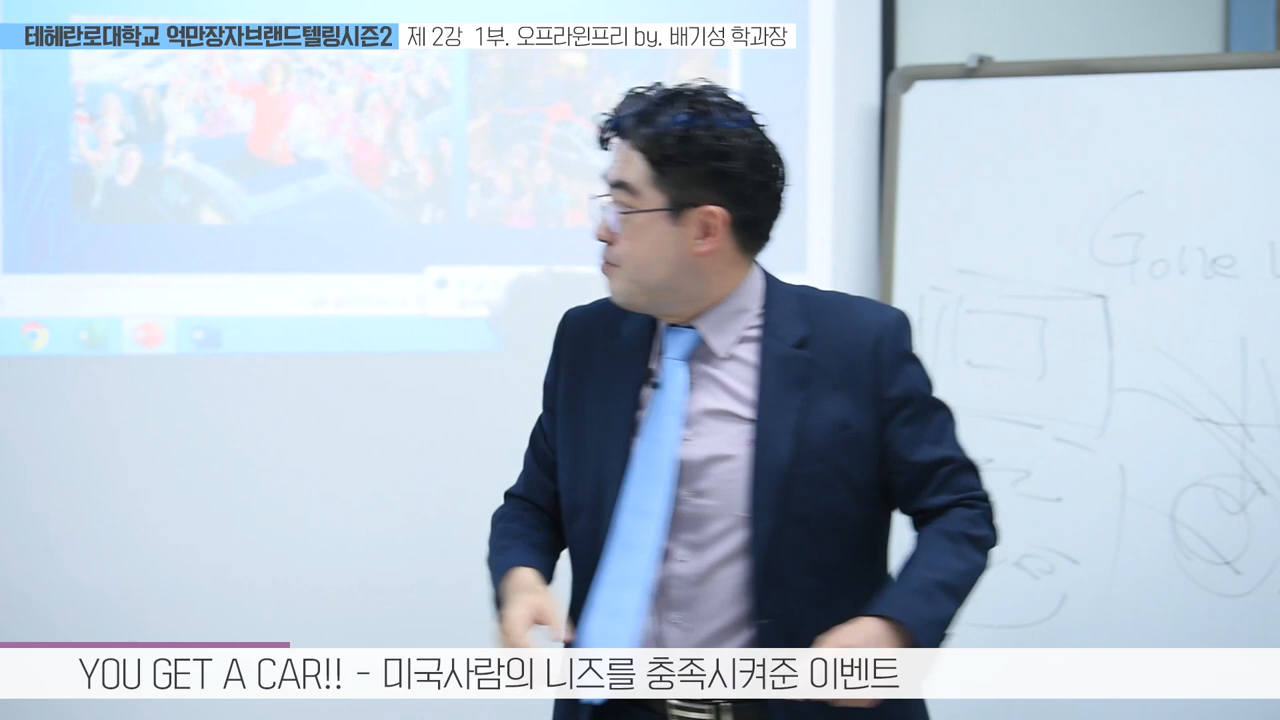 테헤란로대학교 억만장자브랜드텔링시즌2 제 2강 1부. 오프라윈프리 by. 배기성 학과장
Gone
YOU GET A CAR!! - 미국사람의 니즈를 충족시켜준 이벤트